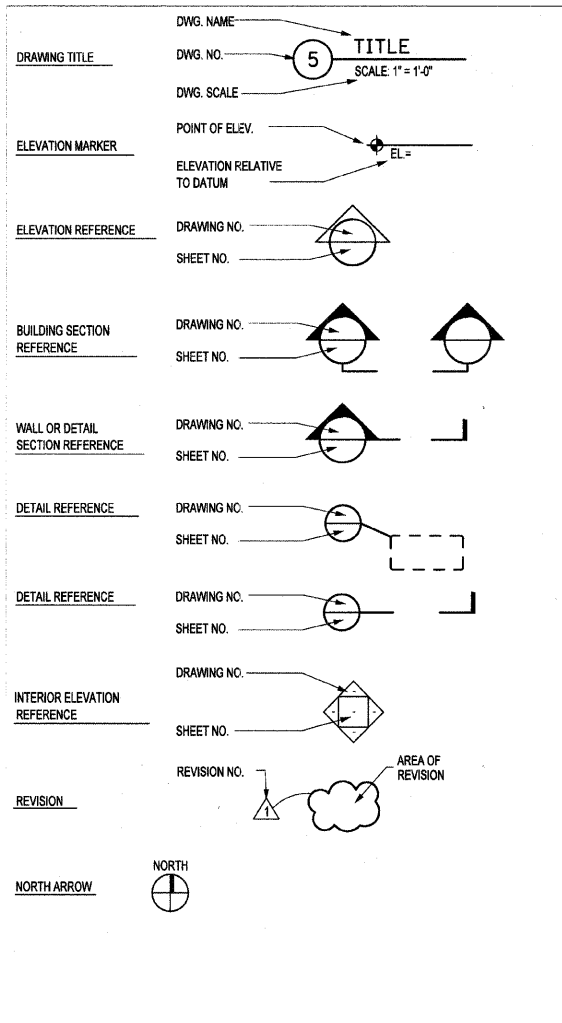 DRAWING TITLE
DWG. NAME
DWG. NO.
DWG. SCALE
5
TITLE
SCALE: 1" = 1'-0"
ELEVATION MARKER
POINT OF ELEV.
ELEVATION RELATIVE
TO DATUM
EL.=
ELEVATION REFERENCE
DRAWING NO.
SHEET NO.
BUILDING SECTION
REFERENCE
DRAWING NO.
SHEET NO.
WALL OR DETAIL
SECTION REFERENCE
DRAWING NO.
SHEET NO.
DETAIL REFERENCE
DRAWING NO.
SHEET NO.
DETAIL REFERENCE
DRAWING NO.
SHEET NO.
INTERIOR ELEVATION
REFERENCE
DRAWING NO.
SHEET NO.
REVISION
REVISION NO.
1
AREA OF
REVISION
NORTH ARROW
NORTH